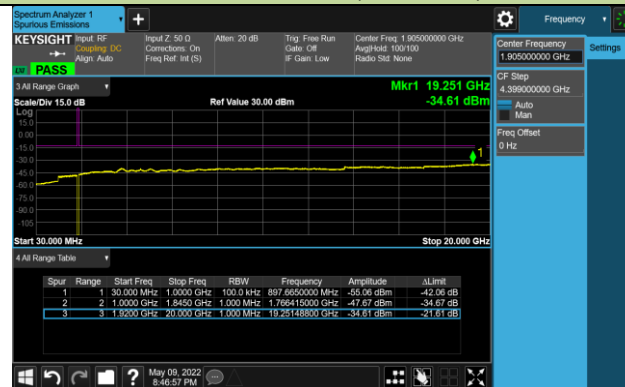 Spectrum Analyzer 1
Spurious Emissions
Frequency
KEYSIGHT
Input: RF
Coupling: DC
Align: Auto
Input Z: 50 Ω
Corrections: On
Freq Ref: Int (S)
Atten: 20 dB
Trig: Free Run
Gate: Off
IF Gain: Low
Center Freq: 1.905000000 GHz
Avg|Hold: 100/100
Radio Std: None
PASS
3 All Range Graph
Mkr1 19.251 GHz
Scale/Div 15.0 dB
Ref Value 30.00 dBm
-34.61 dBm
Log
15.0
0.00
-15.0
-30.0
-45.0
-60.0
-75.0
-90.0
-105
1
Start 30.000 MHz
Stop 20.000 GHz
4 All Range Table
Spur Range Start Freq Stop Freq RBW Frequency Amplitude ΔLimit
1 1 30.000 MHz 1.0000 GHz 100.0 kHz 897.6650000 MHz -55.06 dBm -42.06 dB
2 2 1.0000 GHz 1.8450 GHz 1.000 MHz 1.766415000 GHz -47.67 dBm -34.67 dB
3 3 1.9200 GHz 20.000 GHz 1.000 MHz 19.25148800 GHz -34.61 dBm -21.61 dB
Center Frequency
1.905000000 GHz
Settings
CF Step
4.399000000 GHz
Auto
Man
Freq Offset
0 Hz
May 09, 2022
8:46:57 PM